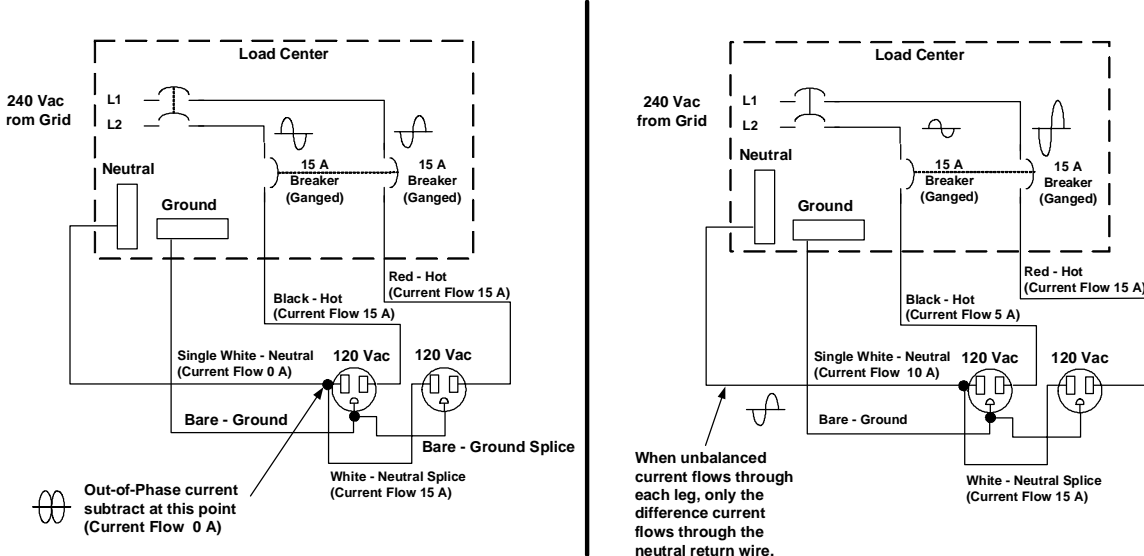 Load Center
240 Vac
rom Grid
L1
L2
Neutral
Ground
15 A
Breaker
(Ganged)
15 A
Breaker
(Ganged)
Red - Hot
(Current Flow 15 A)
Black - Hot
(Current Flow 15 A)
Single White - Neutral
(Current Flow 0 A)
120 Vac
120 Vac
Bare - Ground
Bare - Ground Splice
White - Neutral Splice
(Current Flow 15 A)
Out-of-Phase current
subtract at this point
(Current Flow 0 A)
Load Center
240 Vac
from Grid
L1
L2
Neutral
Ground
15 A
Breaker
(Ganged)
15 A
Breaker
(Ganged)
Red - Hot
(Current Flow 15 A)
Black - Hot
(Current Flow 5 A)
Single White - Neutral
(Current Flow 10 A)
120 Vac
120 Vac
Bare - Ground
White - Neutral Splice
(Current Flow 15 A)
When unbalanced
current flows through
each leg, only the
difference current
flows through the
neutral return wire.